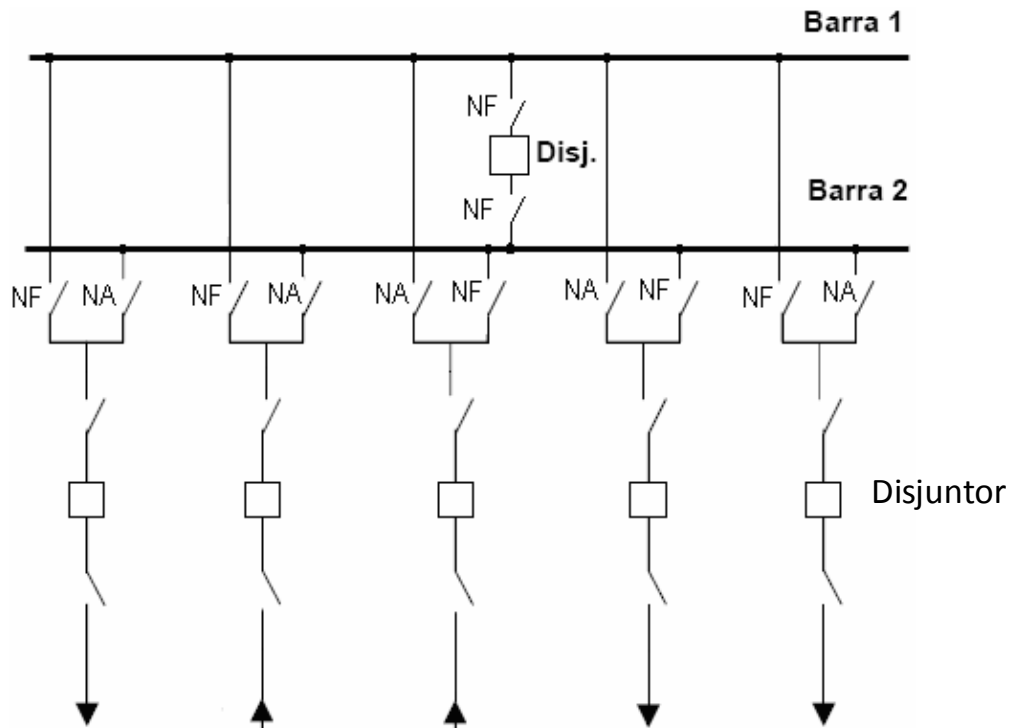 Barra 1
NF
Disj.
NF
Barra 2
NF NA NF NA NA NF NA NF NF NA
Disjuntor